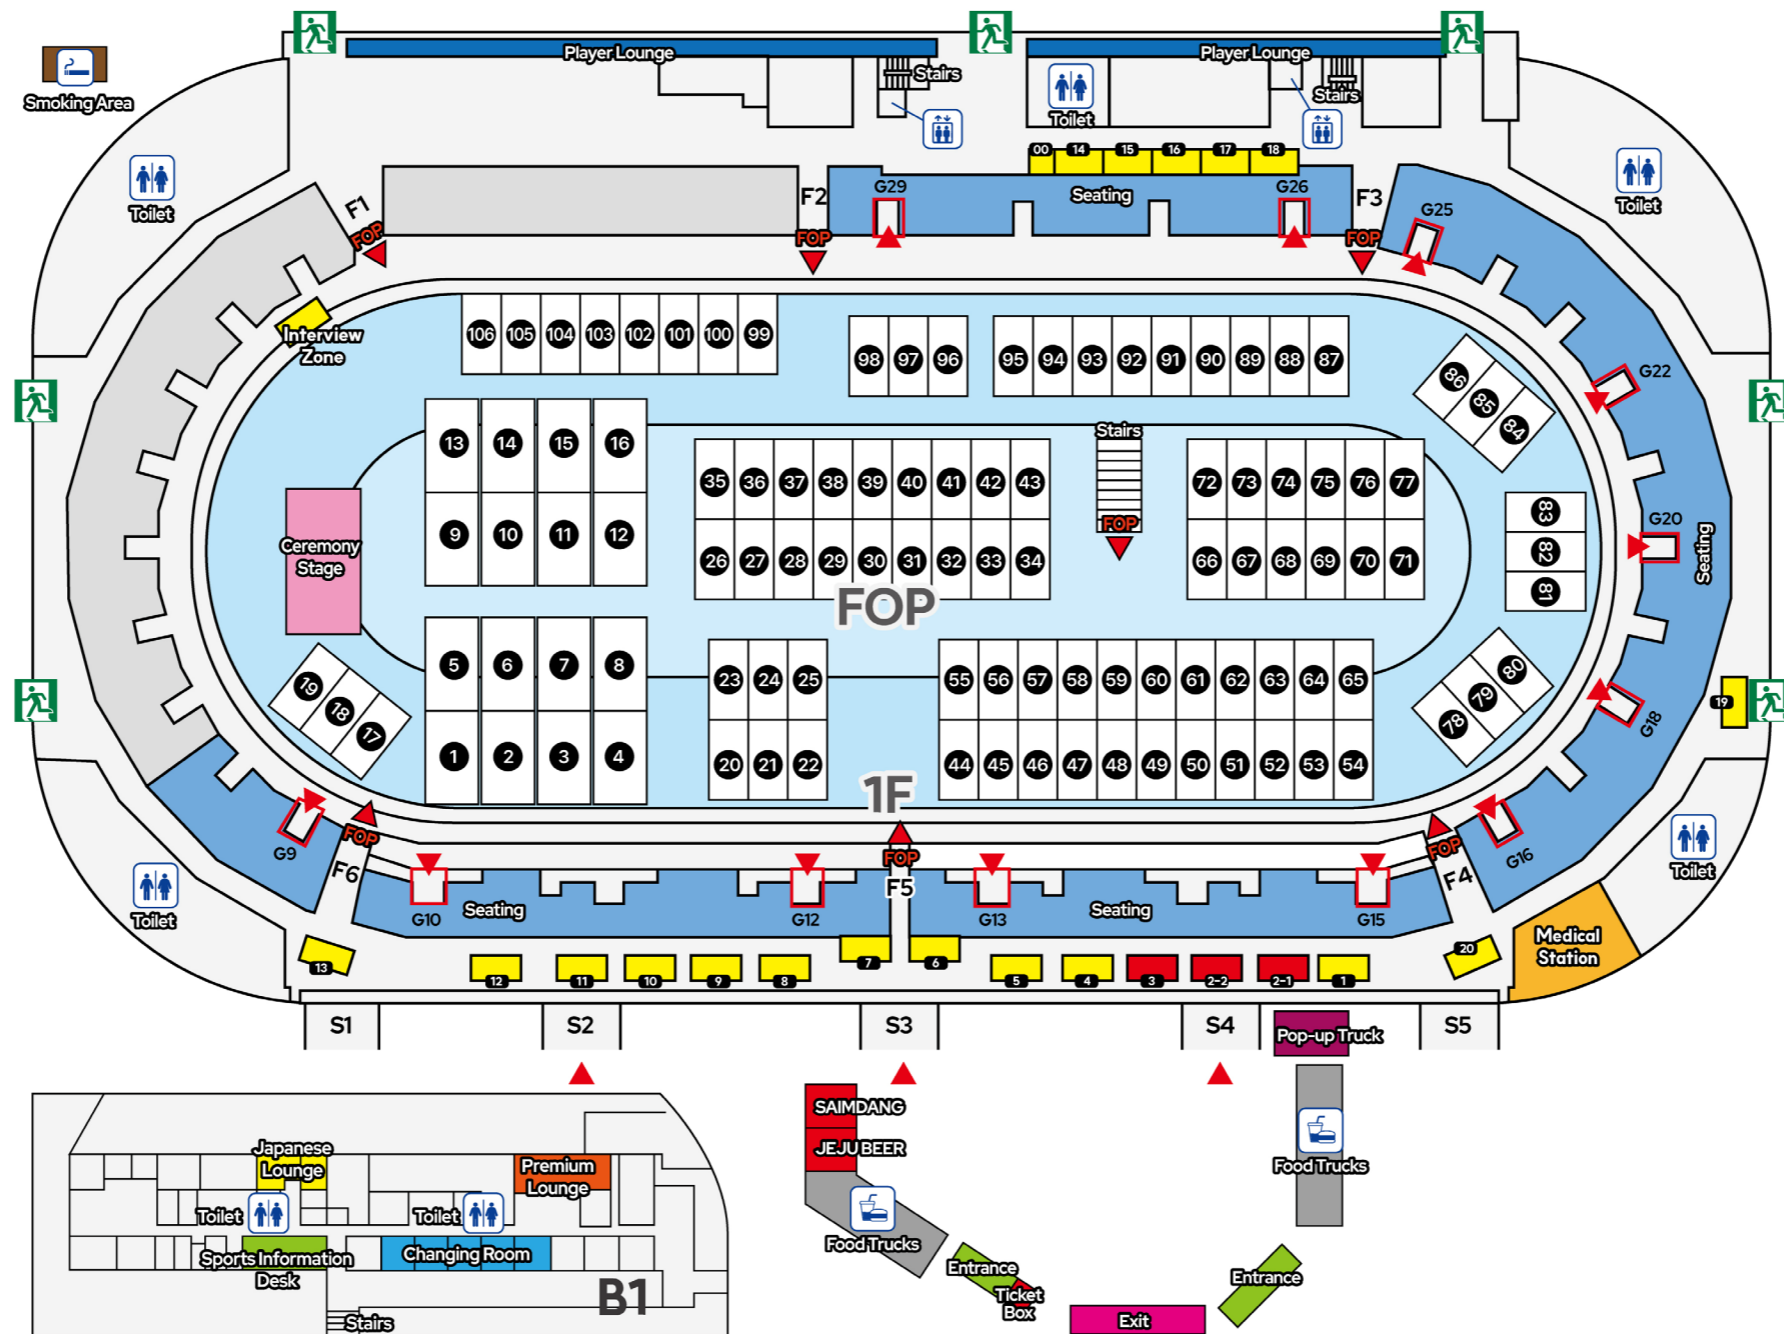 Player Lounge
Player Lounge
Smoking Area
Stairs
Toilet
Stairs
Toilet
Toilet
00 14 15 16 17 18
F1
FOP
F2
FOP
G29
Seating
G26
F3
FOP
G25
Interview
Zone
106 105 104 103 102 101 100 99
98 97 96
95 94 93 92 91 90 89 88 87
86 85 84
G22
Stairs
13 14 15 16
35 36 37 38 39 40 41 42 43
72 73 74 75 76 77
83
82
81
G20
Seating
FOP
9 10 11 12
Ceremony
Stage
26 27 28 29 30 31 32 33 34
66 67 68 69 70 71
FOP
5 6 7 8
23 24 25
55 56 57 58 59 60 61 62 63 64 65
19 18 17
80
79
78
G18
19
1 2 3 4
20 21 22
44 45 46 47 48 49 50 51 52 53 54
1F
G9
FOP
F6
FOP
F5
FOP
F4
G16
Toilet
Toilet
G10
Seating
G12
G13
Seating
G15
Medical
Station
13
12
11
10
9
8
7
6
5
4
3
2-2
2-1
1
20
S1
S2
S3
S4
S5
Pop-up Truck
SAIMDANG
JEJU BEER
Food Trucks
Food Trucks
Japanese
Lounge
Premium
Lounge
Toilet
Toilet
Sports Information
Desk
Changing Room
B1
Stairs
Entrance
Ticket
Box
Exit
Entrance